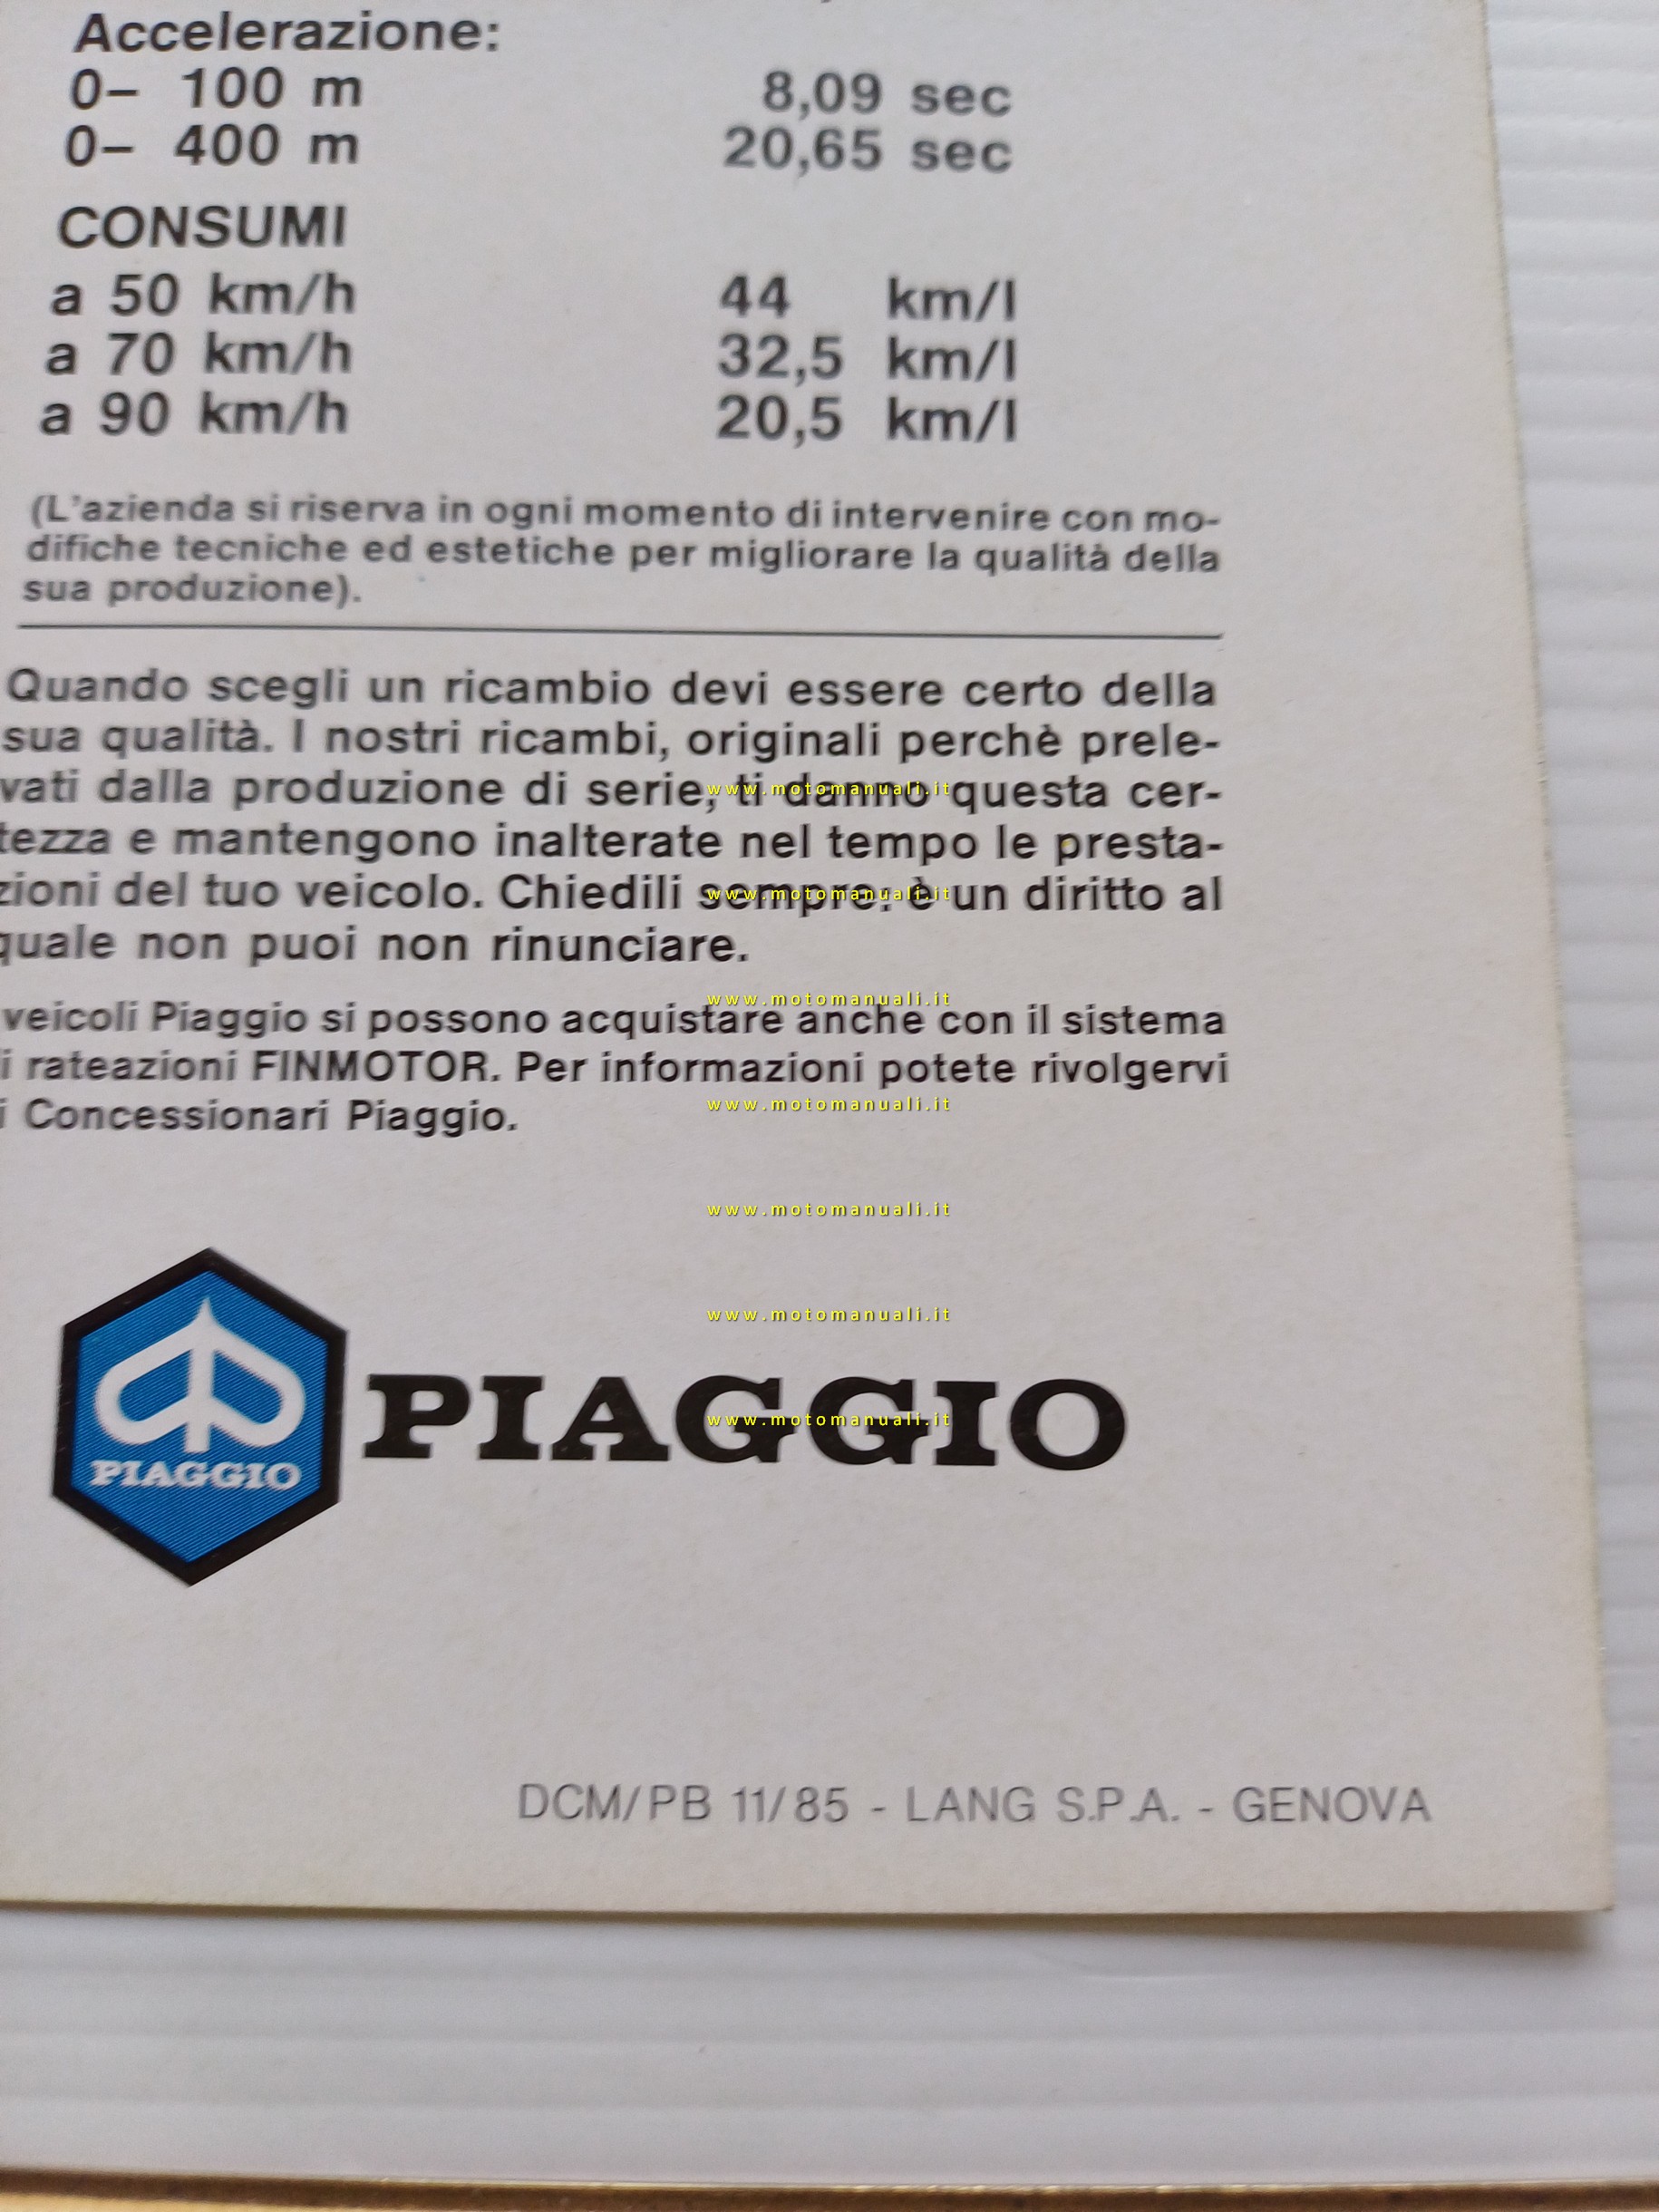 Accelerazione:
0– 100 m 8,09 sec
0– 400 m 20,65 sec
CONSUMI
a 50 km/h 44 km/l
a 70 km/h 32,5 km/l
a 90 km/h 20,5 km/l
(L'azienda si riserva in ogni momento di intervenire con mo-
difiche tecniche ed estetiche per migliorare la qualità della
sua produzione).
Quando scegli un ricambio devi essere certo della
sua qualità. I nostri ricambi, originali perchè prele-
vati dalla produzione di serie, ti danno questa cer-
www.motomanuali.it
tezza e mantengono inalterate nel tempo le presta-
zioni del tuo veicolo. Chiedili sempre: è un diritto al
www.motomanuali.it
quale non puoi non rinunciare.
www.motomanuali.it
veicoli Piaggio si possono acquistare anche con il sistema
i rateazioni FINMOTOR. Per informazioni potete rivolgervi
www.motomanuali.it
i Concessionari Piaggio.
www.motomanuali.it
www.motomanuali.it
PIAGGIO
www.motomanuali.it
PIAGGIO
DCM/PB 11/85 - LANG S.P.A. - GENOVA